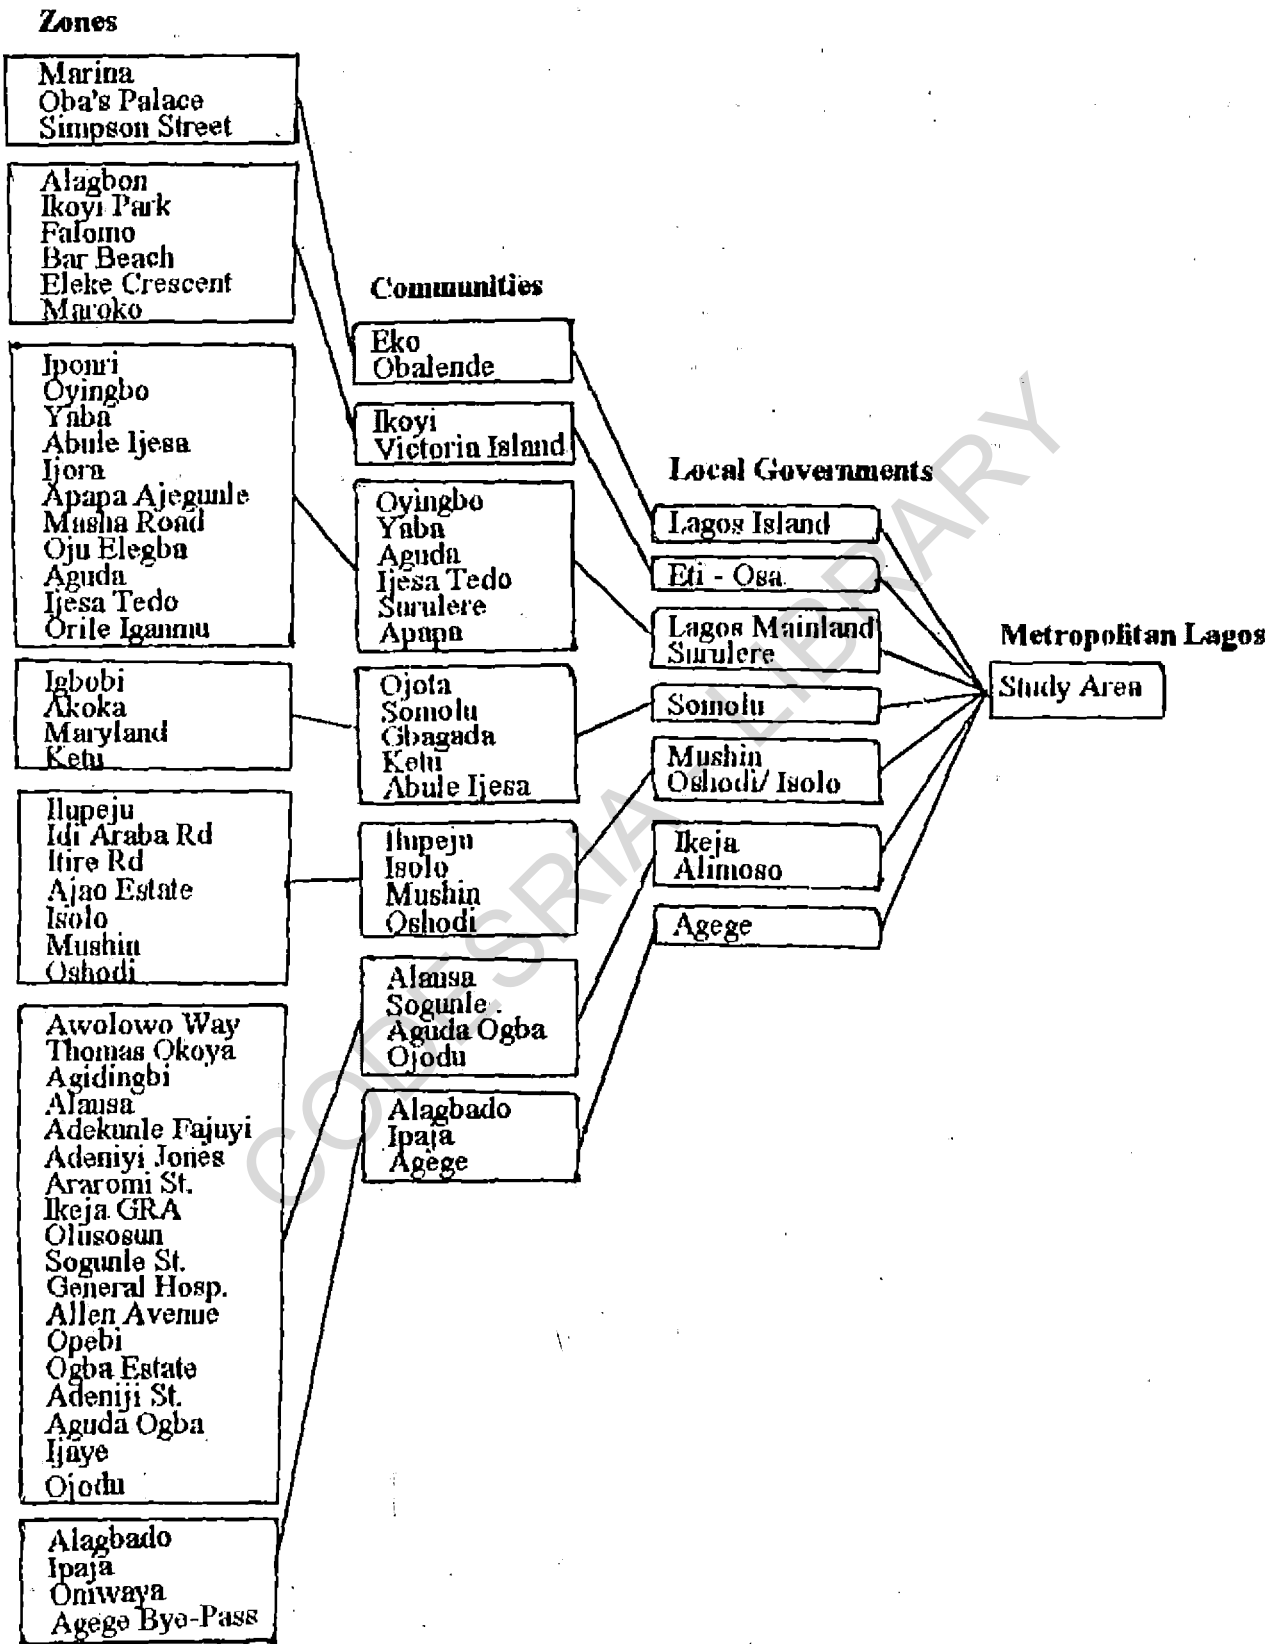 Zones
Marina
Oba's Palace
Simpson Street
Alagbon
Ikoyi Park
Falomo
Bar Beach
Eleke Crescent
Maroko
Iponri
Oyingbo
Yaba
Abule Ijesa
Ijora
Apapa Ajegunle
Masha Road
Oju Elegba
Aguda
Ijesa Tedo
Orile Iganmu
Igbobi
Akoka
Maryland
Ketu
Ilupeju
Idi Araba Rd
Itire Rd
Ajao Estate
Isolo
Mushin
Oshodi
Awolowo Way
Thomas Okoya
Agidingbi
Alausa
Adekunle Fajuyi
Adeniyi Jones
Araromi St.
Ikeja GRA
Olusosun
Sogunle St.
General Hosp.
Allen Avenue
Opebi
Ogba Estate
Adeniji St.
Aguda Ogba
Ijaye
Ojodu
Alagbado
Ipaja
Oniwaya
Agege Bye-Pass
Communities
Eko
Obalende
Ikoyi
Victoria Island
Oyingbo
Yaba
Aguda
Ijesa Tedo
Surulere
Apapa
Ojota
Somolu
Gbagada
Ketu
Abule Ijesa
Ilupeju
Isolo
Mushin
Oshodi
Alausa
Sogunle
Aguda Ogba
Ojodu
Alagbado
Ipaja
Agege
Local Governments
Lagos Island
Eti - Osa
Lagos Mainland
Surulere
Somolu
Mushin
Oshodi/ Isolo
Ikeja
Alimoso
Agege
Metropolitan Lagos
Study Area
CODESRIA - LIBRARY